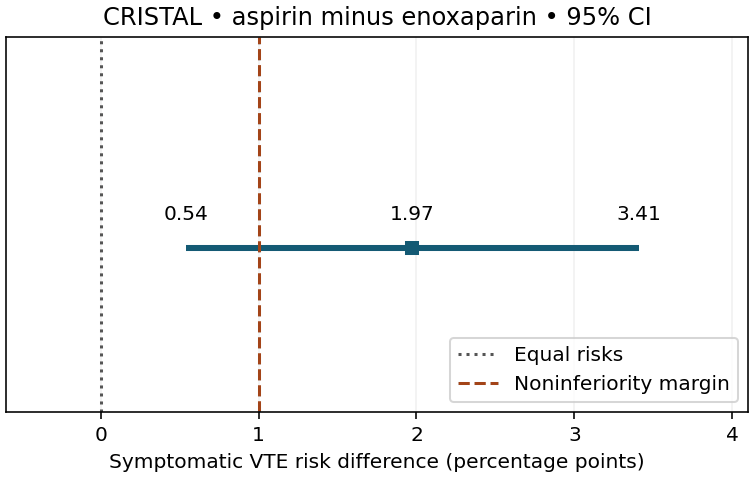 CRISTAL • aspirin minus enoxaparin • 95% CI
0.54 1.97 3.41
Equal risks
Noninferiority margin
0 1 2 3 4
Symptomatic VTE risk difference (percentage points)